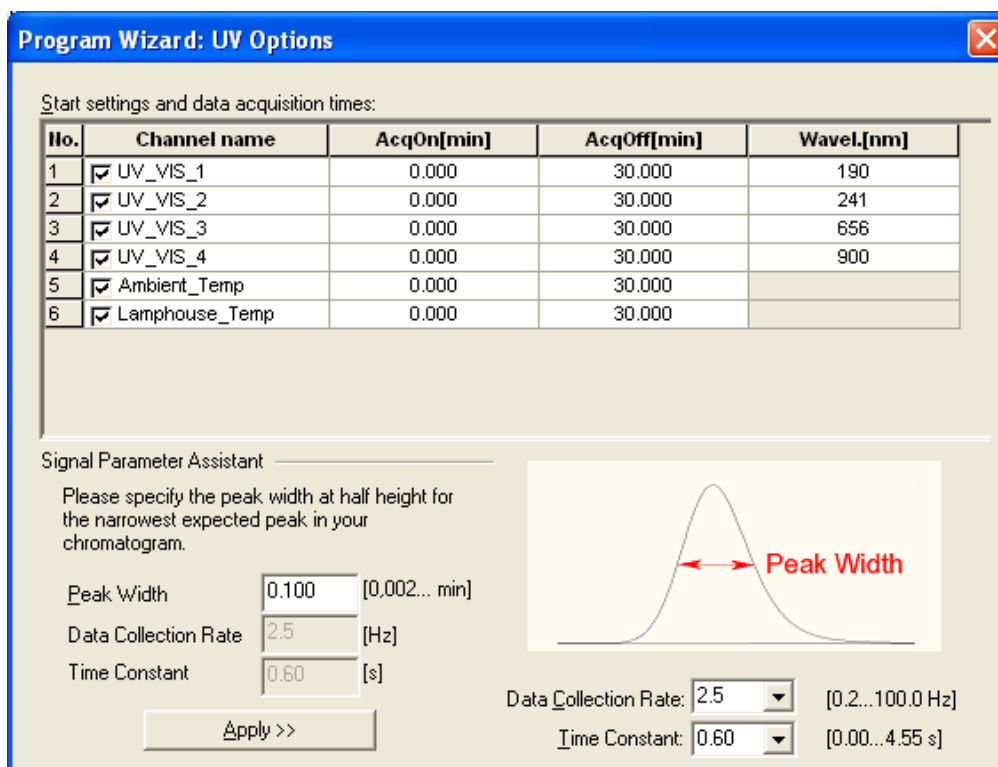 Program Wizard: UV Options
Start settings and data acquisition times:
No. Channel name AcqOn[min] AcqOff[min] Wavel.[nm]
1 UV_VIS_1 0.000 30.000 190
2 UV_VIS_2 0.000 30.000 241
3 UV_VIS_3 0.000 30.000 656
4 UV_VIS_4 0.000 30.000 900
5 Ambient_Temp 0.000 30.000
6 Lamphouse_Temp 0.000 30.000
Signal Parameter Assistant
Please specify the peak width at half height for
the narrowest expected peak in your
chromatogram.
Peak Width 0.100 [0,002... min]
Data Collection Rate 2.5 [Hz]
Time Constant 0.60 [s]
Apply >>
Peak Width
Data Collection Rate: 2.5 [0.2...100.0 Hz]
Time Constant: 0.60 [0.00...4.55 s]